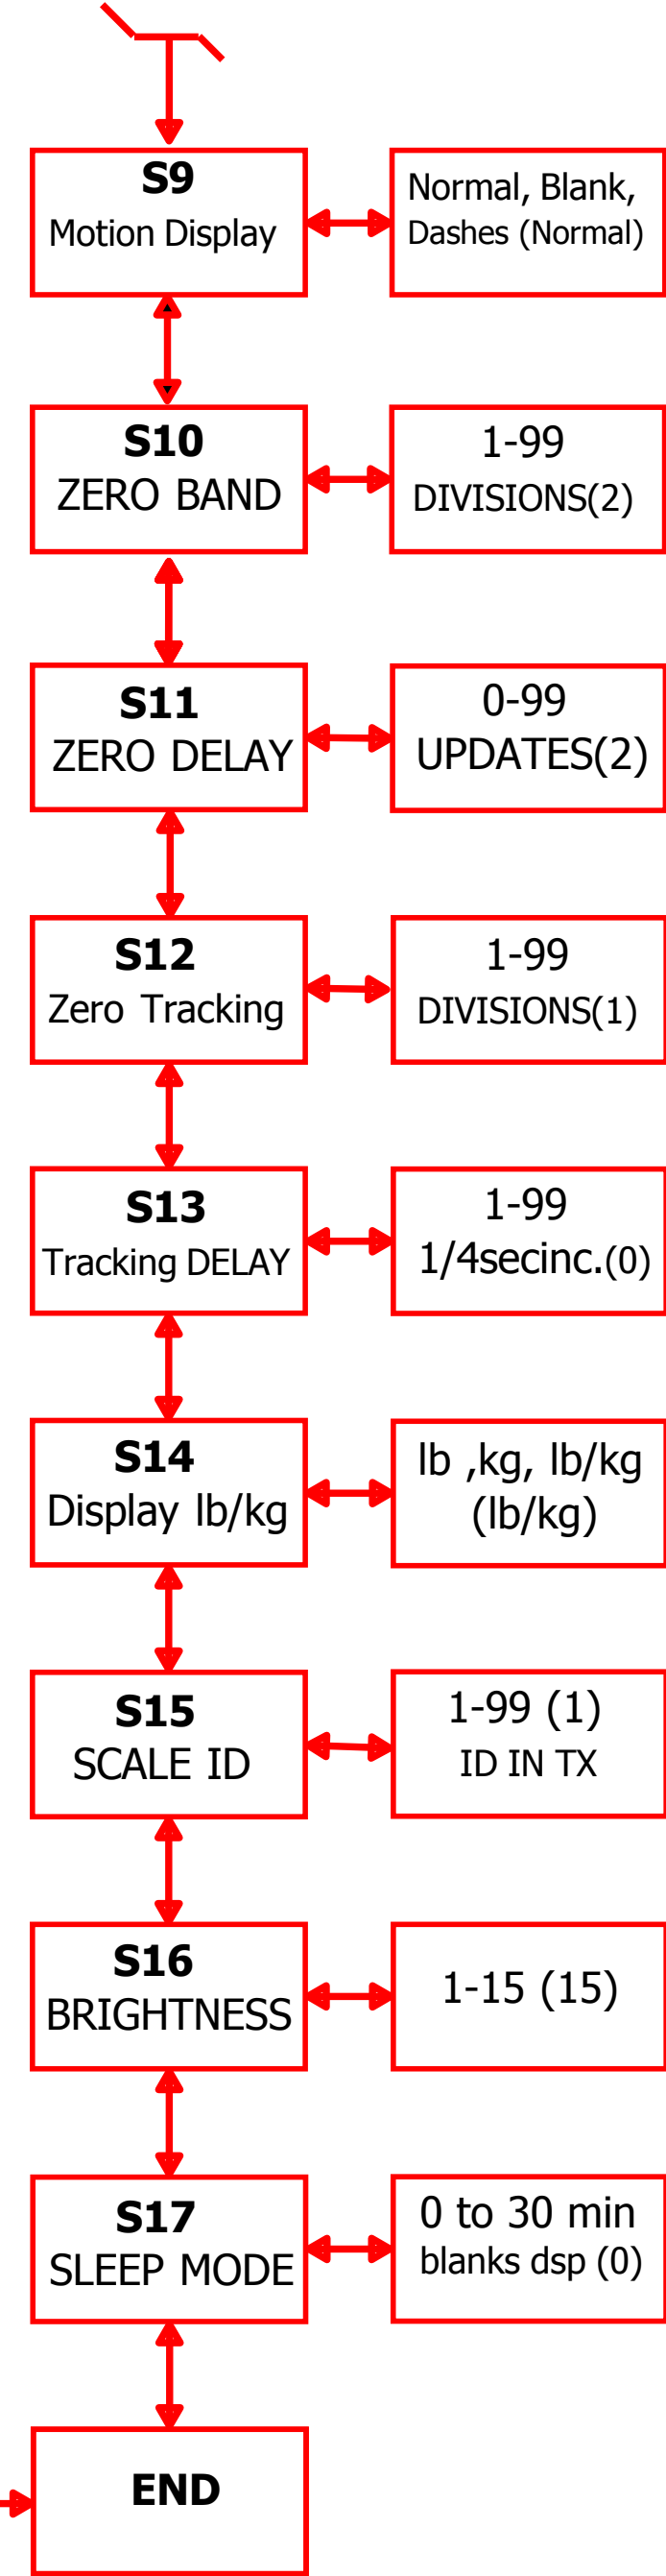 S9
Motion Display
Normal, Blank,
Dashes (Normal)
S10
ZERO BAND
1-99
DIVISIONS(2)
S11
ZERO DELAY
0-99
UPDATES(2)
S12
Zero Tracking
1-99
DIVISIONS(1)
S13
Tracking DELAY
1-99
1/4secinc.(0)
S14
Display lb/kg
lb ,kg, lb/kg
(lb/kg)
S15
SCALE ID
1-99 (1)
ID IN TX
S16
BRIGHTNESS
1-15 (15)
S17
SLEEP MODE
0 to 30 min
blanks dsp (0)
END